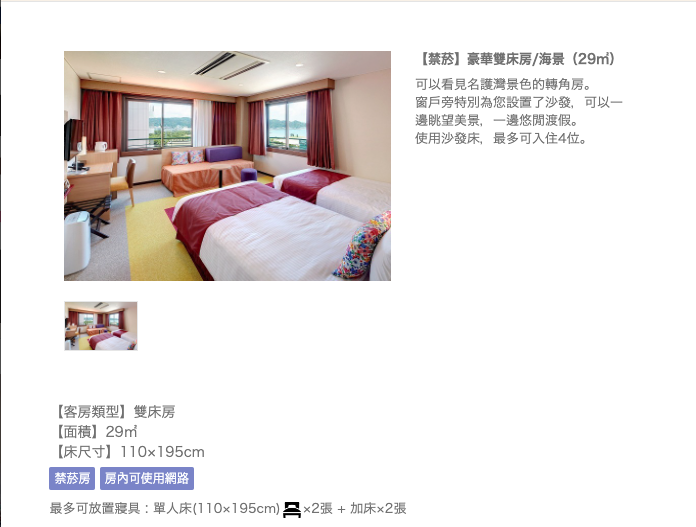 【禁菸】豪華雙床房/海景（29㎡）
可以看見名護灣景色的轉角房。
窗戶旁特別為您設置了沙發，可以一
邊眺望美景，一邊悠閒渡假。
使用沙發床，最多可入住4位。
【客房類型】雙床房
【面積】29㎡
【床尺寸】110×195cm
禁菸房 房內可使用網路
最多可放置寢具：單人床(110×195cm) ×2張 + 加床×2張